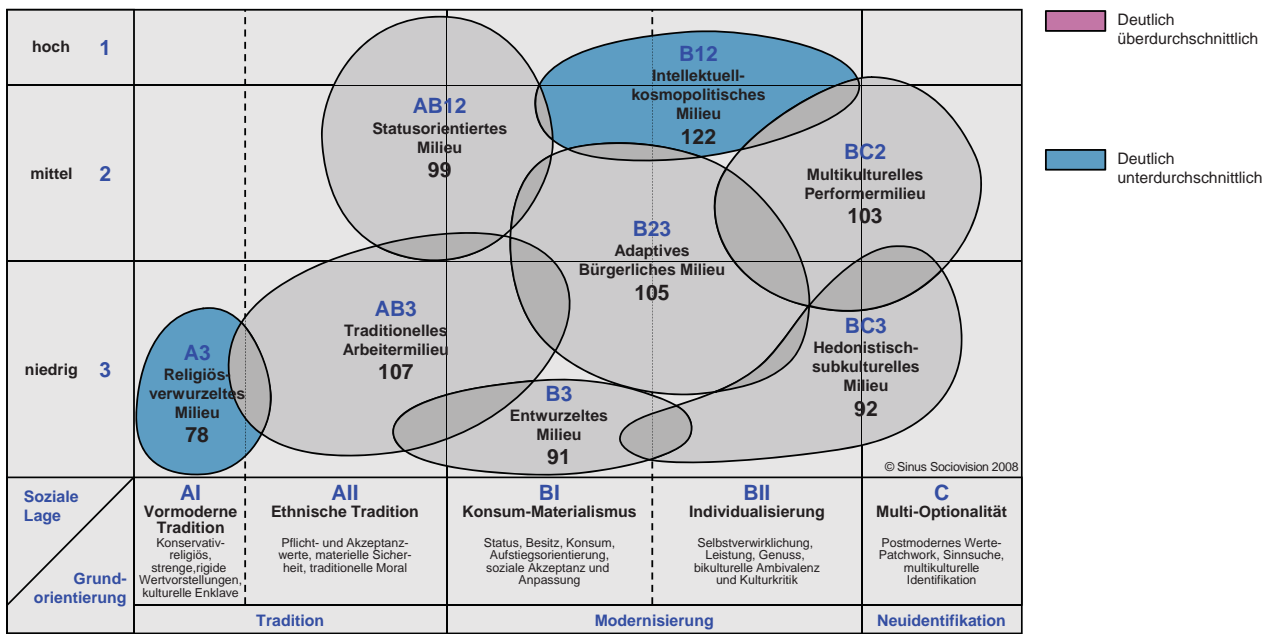 hoch 1
mittel 2
niedrig 3
B12
Intellektuell-
kosmopolitisches
Milieu
122
AB12
Statusorientiertes
Milieu
99
BC2
Multikulturelles
Performermilieu
103
B23
Adaptives
Bürgerliches Milieu
105
AB3
Traditionelles
Arbeitermilieu
107
A3
Religiös-
verwurzeltes
Milieu
78
B3
Entwurzeltes
Milieu
91
BC3
Hedonistisch-
subkulturelles
Milieu
92
© Sinus Sociovision 2008
Soziale
Lage
Grund-
orientierung
AI
Vormoderne
Tradition
Konservativ-
religiös,
strenge,rigide
Wertvorstellungen,
kulturelle Enklave
AII
Ethnische Tradition
Pflicht- und Akzeptanz-
werte, materielle Sicher-
heit, traditionelle Moral
BI
Konsum-Materialismus
Status, Besitz, Konsum,
Aufstiegsorientierung,
soziale Akzeptanz und
Anpassung
BII
Individualisierung
Selbstverwirklichung,
Leistung, Genuss,
bikulturelle Ambivalenz
und Kulturkritik
C
Multi-Optionalität
Postmodernes Werte-
Patchwork, Sinnsuche,
multikulturelle
Identifikation
Tradition
Modernisierung
Neuidentifikation
Deutlich
überdurchschnittlich
Deutlich
unterdurchschnittlich